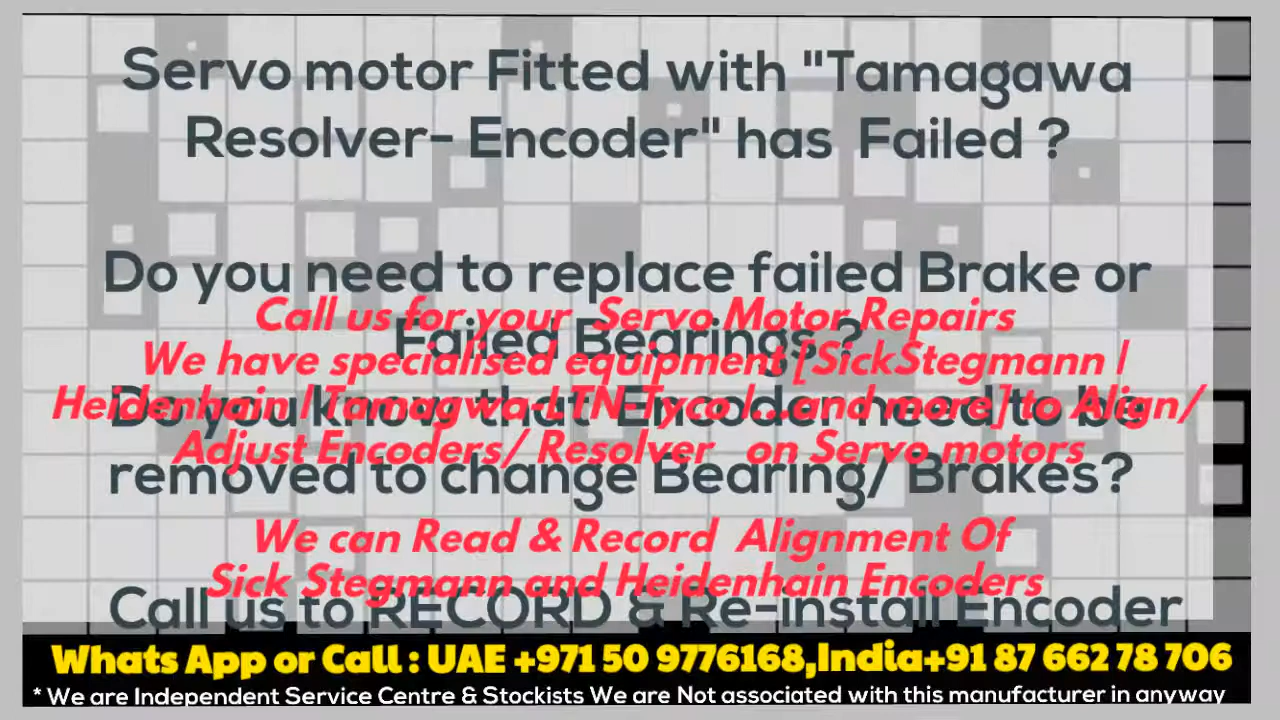 Servo motor Fitted with "Tamagawa
Resolver- Encoder" has Failed ?
Do you need to replace failed Brake or
Failed Bearings ?
Do you know that Encoder need to be
removed to change Bearing/ Brakes?
Call us to RECORD & Re-install Encoder
Call us for your Servo Motor Repairs
We have specialised equipment [SickStegmann |
Heidenhain | Tamagwa-LTN-Tyco |...and more] to Align/
Adjust Encoders/ Resolver on Servo motors
We can Read & Record Alignment Of
Sick Stegmann and Heidenhain Encoders
Whats App or Call : UAE +971 50 9776168,India+91 87 662 78 706
* We are Independent Service Centre & Stockists We are Not associated with this manufacturer in anyway